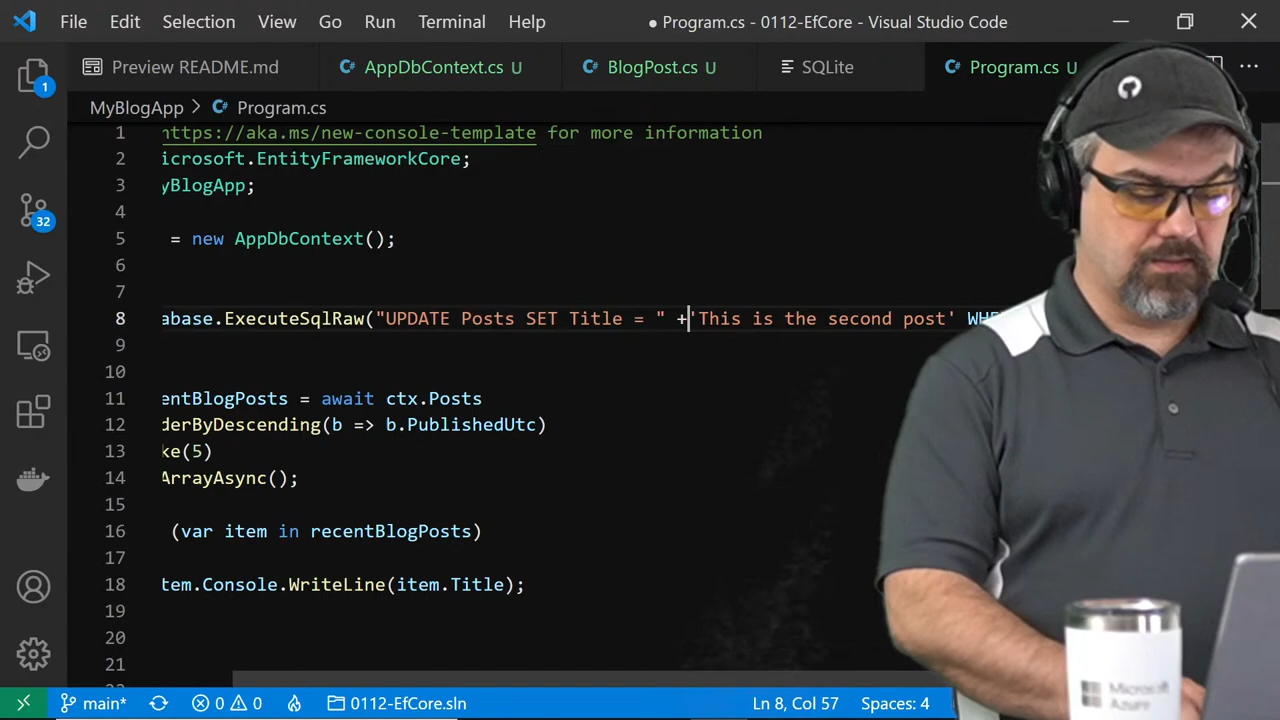 File Edit Selection View Go Run Terminal Help
● Program.cs - 0112-EfCore - Visual Studio Code
Preview README.md
AppDbContext.cs U
BlogPost.cs U
SQLite
Program.cs U
MyBlogApp > Program.cs
1 https://aka.ms/new-console-template for more information
2 icrosoft.EntityFrameworkCore;
3 yBlogApp;
4
5 = new AppDbContext();
6
7
8 abase.ExecuteSqlRaw("UPDATE Posts SET Title = " +'This is the second post' WHE
9
10
11 entBlogPosts = await ctx.Posts
12 derByDescending(b => b.PublishedUtc)
13 ke(5)
14 ArrayAsync();
15
16 (var item in recentBlogPosts)
17
18 tem.Console.WriteLine(item.Title);
19
20
21
1
32
main* 0 0 0112-EfCore.sln Ln 8, Col 57 Spaces: 4
Microsoft
Azure